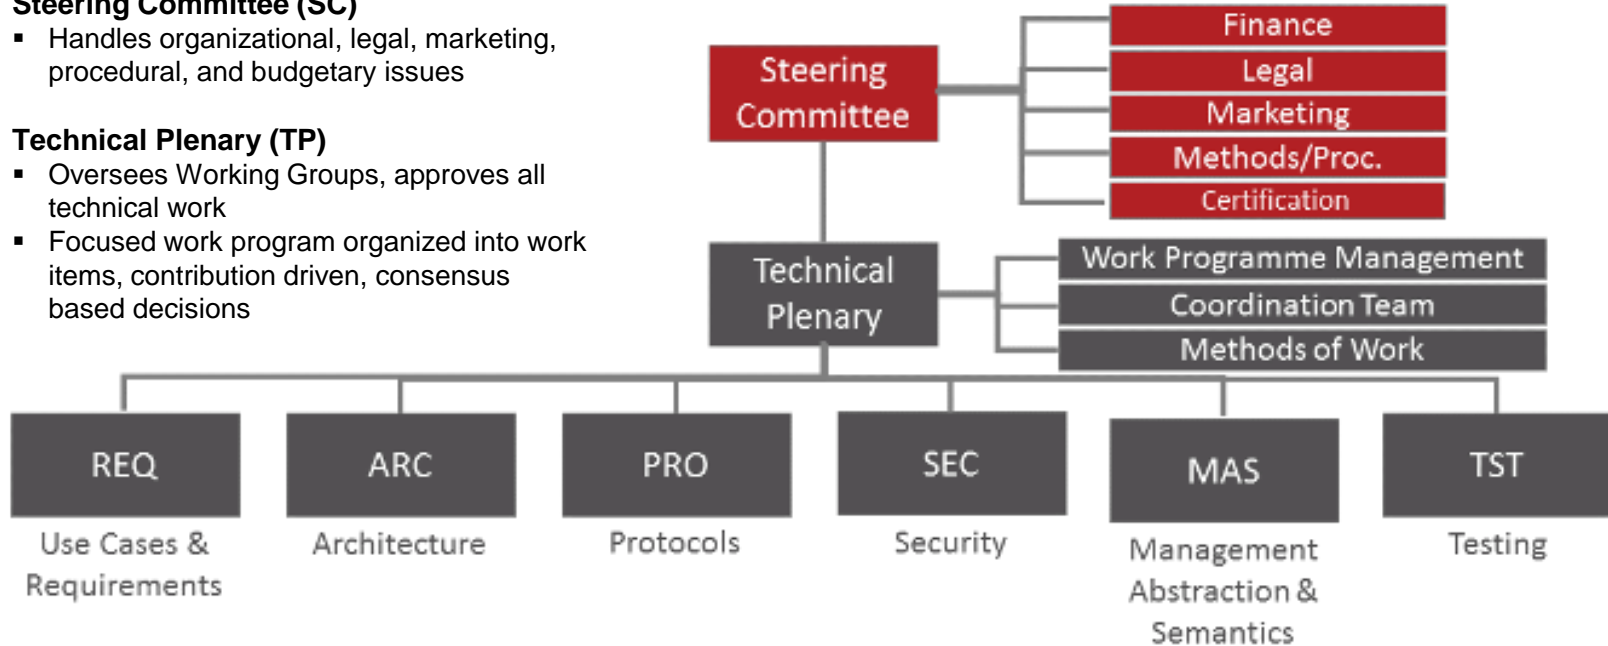 Steering Committee (SC)
▪ Handles organizational, legal, marketing,
procedural, and budgetary issues
Technical Plenary (TP)
▪ Oversees Working Groups, approves all
technical work
▪ Focused work program organized into work
items, contribution driven, consensus
based decisions
Steering
Committee
Finance
Legal
Marketing
Methods/Proc.
Certification
Technical
Plenary
Work Programme Management
Coordination Team
Methods of Work
REQ
Use Cases &
Requirements
ARC
Architecture
PRO
Protocols
SEC
Security
MAS
Management
Abstraction &
Semantics
TST
Testing